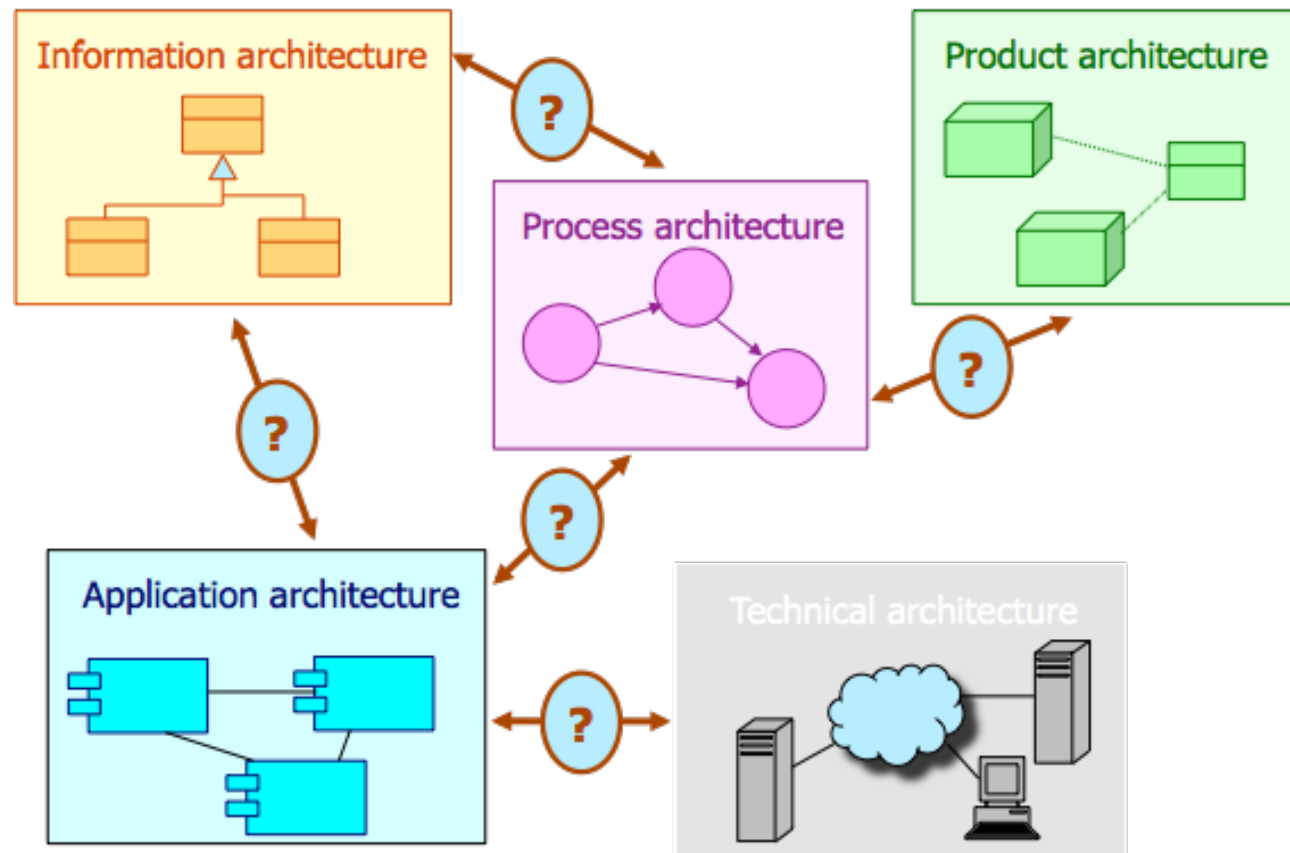 Information architecture
Product architecture
?
Process architecture
?
?
?
Application architecture
Technical architecture
?